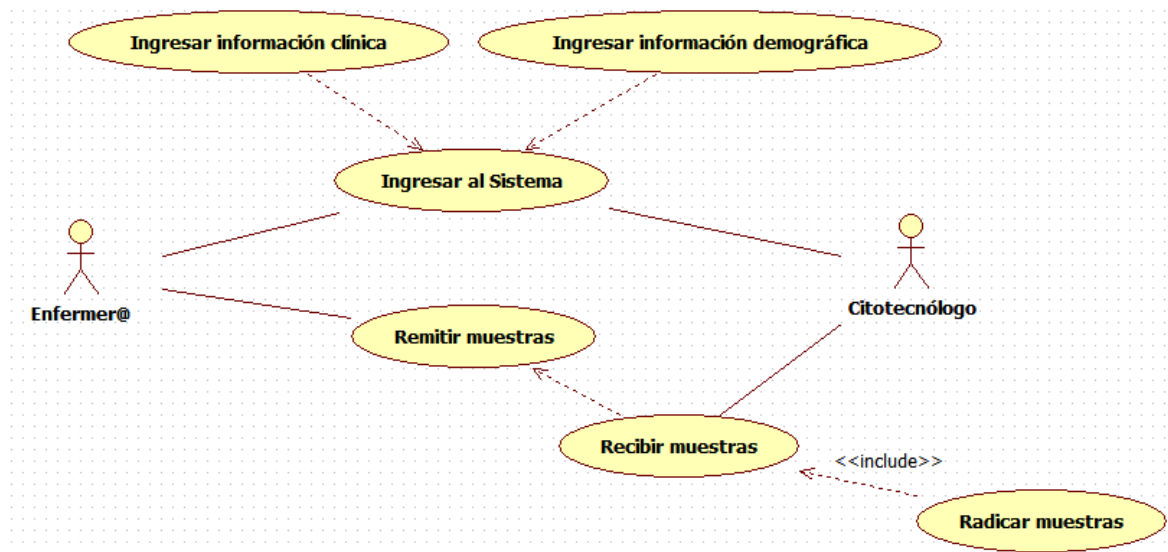 Ingresar información clínica
Ingresar información demográfica
Ingresar al Sistema
Enfermer@
Citotecnólogo
Remitir muestras
Recibir muestras
<<include>>
Radicar muestras